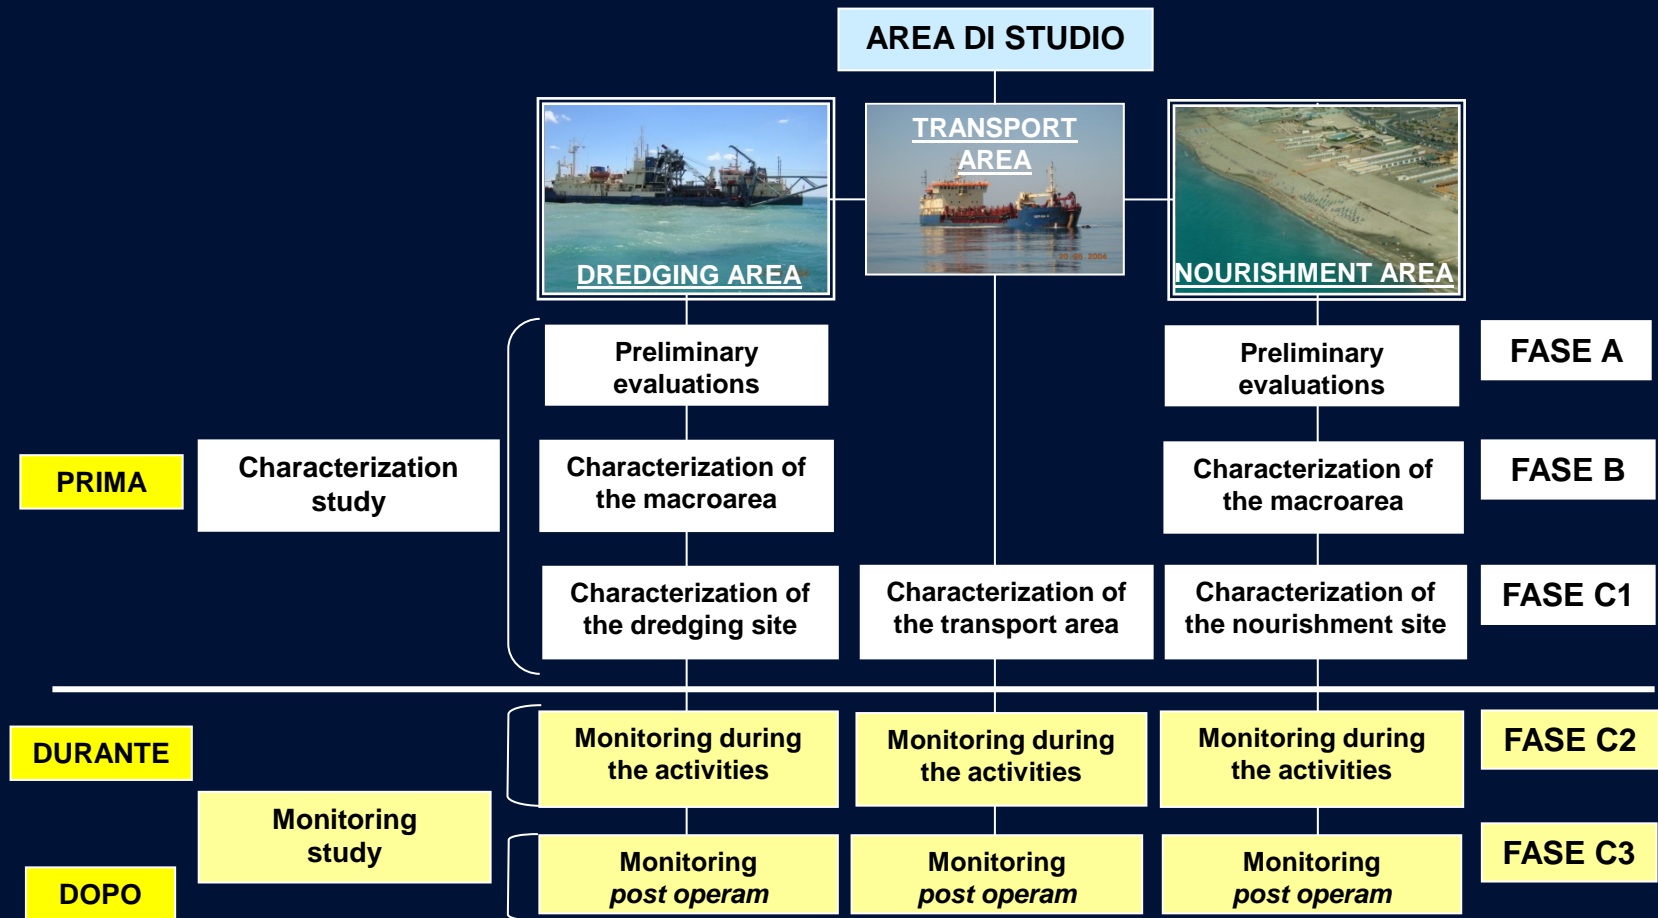 AREA DI STUDIO
TRANSPORT
AREA
DREDGING AREA
NOURISHMENT AREA
Preliminary
evaluations
Preliminary
evaluations
FASE A
PRIMA
Characterization
study
Characterization of
the macroarea
Characterization of
the macroarea
FASE B
Characterization of
the dredging site
Characterization of
the transport area
Characterization of
the nourishment site
FASE C1
DURANTE
Monitoring during
the activities
Monitoring during
the activities
Monitoring during
the activities
FASE C2
Monitoring
study
DOPO
Monitoring
post operam
Monitoring
post operam
Monitoring
post operam
FASE C3